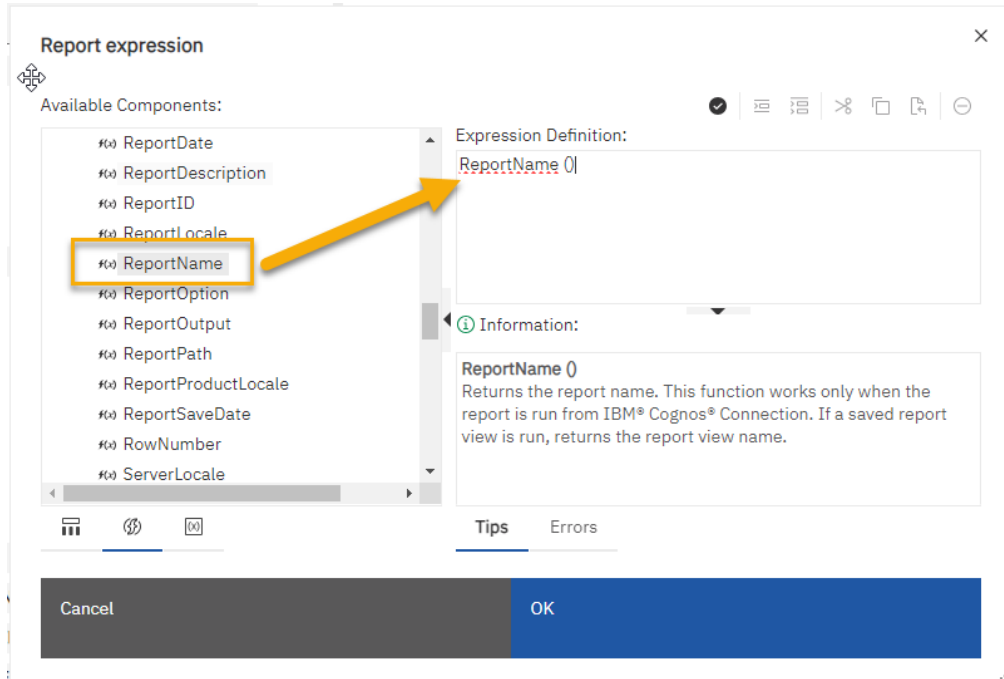 Report expression
Available Components:
f(x) ReportDate
f(x) ReportDescription
f(x) ReportID
f(x) ReportLocale
f(x) ReportName
f(x) ReportOption
f(x) ReportOutput
f(x) ReportPath
f(x) ReportProductLocale
f(x) ReportSaveDate
f(x) RowNumber
f(x) ServerLocale
Expression Definition:
ReportName ()
Information:
ReportName ()
Returns the report name. This function works only when the
report is run from IBM® Cognos® Connection. If a saved report
view is run, returns the report view name.
Tips Errors
Cancel OK